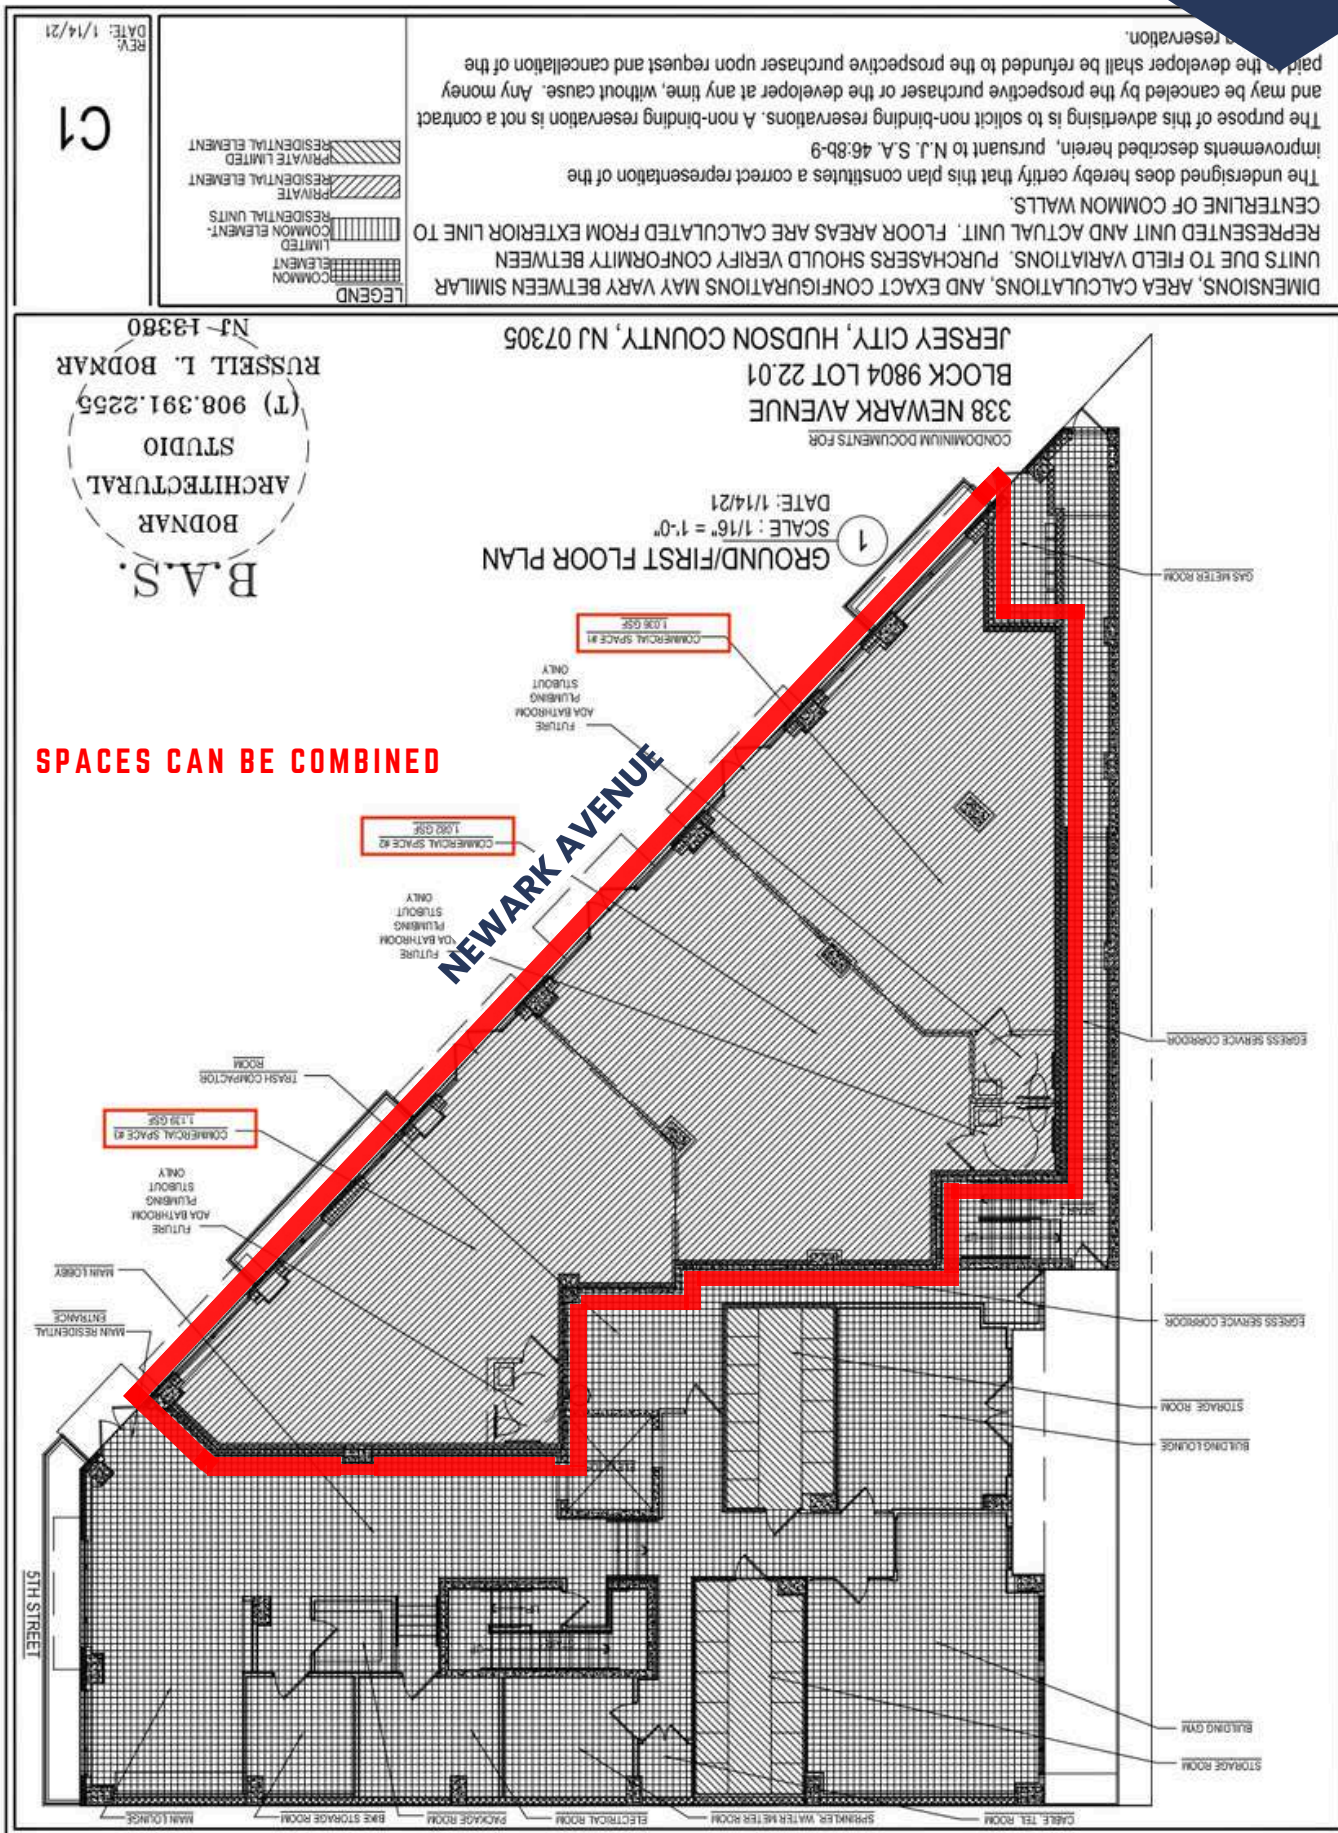 SPACES CAN BE COMBINED
NEWARK AVENUE
MAIN LOUNGE
BIKE STORAGE ROOM
PACKAGE ROOM
ELECTRICAL ROOM
SPRINKLER, WATER METER ROOM
CABLE, TEL. ROOM
STORAGE ROOM
BUILDING GYM
5TH STREET
BUILDING LOUNGE
STORAGE ROOM
EGRESS SERVICE CORRIDOR
MAIN RESIDENTIAL
ENTRANCE
MAIN LOBBY
FUTURE
ADA BATHROOM
PLUMBING
STUBOUT
ONLY
COMMERCIAL SPACE #3
1,139 GSF
TRASH COMPACTOR
ROOM
EGRESS SERVICE CORRIDOR
FUTURE
ADA BATHROOM
PLUMBING
STUBOUT
ONLY
COMMERCIAL SPACE #2
1,082 GSF
FUTURE
ADA BATHROOM
PLUMBING
STUBOUT
ONLY
COMMERCIAL SPACE #1
1,036 GSF
GAS METER ROOM
1
GROUND/FIRST FLOOR PLAN
SCALE : 1/16" = 1'-0"
DATE: 1/14/21
CONDOMINIUM DOCUMENTS FOR
338 NEWARK AVENUE
BLOCK 9804 LOT 22.01
JERSEY CITY, HUDSON COUNTY, NJ 07305
B.A.S.
BODNAR
ARCHITECTURAL
STUDIO
(T) 908.391.2255
RUSSELL L. BODNAR
NJ 13380
DIMENSIONS, AREA CALCULATIONS, AND EXACT CONFIGURATIONS MAY VARY BETWEEN SIMILAR
UNITS DUE TO FIELD VARIATIONS. PURCHASERS SHOULD VERIFY CONFORMITY BETWEEN
REPRESENTED UNIT AND ACTUAL UNIT. FLOOR AREAS ARE CALCULATED FROM EXTERIOR LINE TO
CENTERLINE OF COMMON WALLS.
The undersigned does hereby certify that this plan constitutes a correct representation of the
improvements described herein, pursuant to N.J. S.A. 46:8b-9
The purpose of this advertising is to solicit non-binding reservations. A non-binding reservation is not a contract
and may be canceled by the prospective purchaser or the developer at any time, without cause. Any money
paid to the developer shall be refunded to the prospective purchaser upon request and cancellation of the
reservation.
LEGEND
COMMON
ELEMENT
LIMITED
COMMON ELEMENT-
RESIDENTIAL UNITS
PRIVATE
RESIDENTIAL ELEMENT
PRIVATE LIMITED
RESIDENTIAL ELEMENT
C1
REV:
DATE: 1/14/21